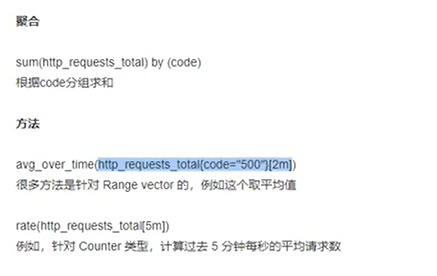 聚合
sum(http_requests_total) by (code)
根据code分组求和
方法
avg_over_time(http_requests_total{code="500"}[2m])
很多方法是针对 Range vector 的，例如这个取平均值
rate(http_requests_total[5m])
例如，针对 Counter 类型，计算过去 5 分钟每秒的平均请求数